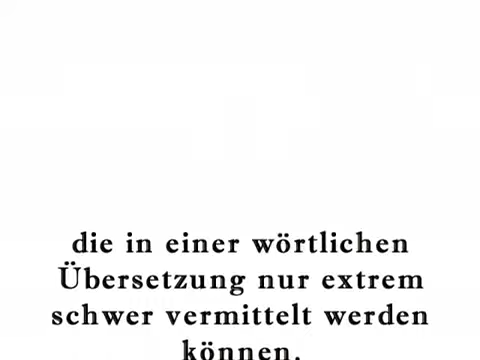 die in einer wörtlichen
Übersetzung nur extrem
schwer vermittelt werden
können.